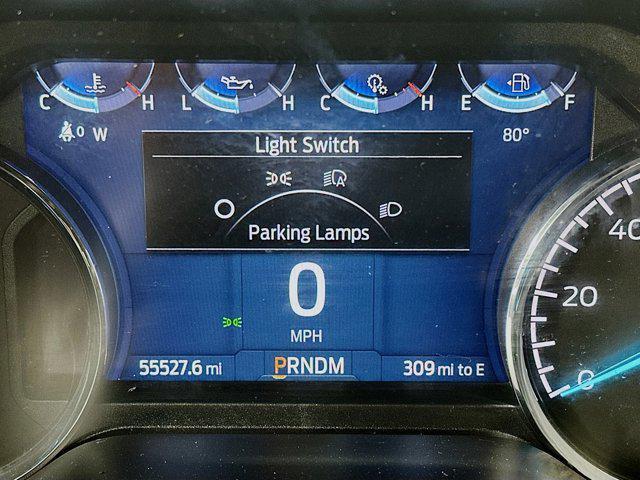 C H L H C H E F
0 W 80°
Light Switch
A
Parking Lamps
40
0
20
MPH
55527.6 mi PRNDM 309 mi to E
0